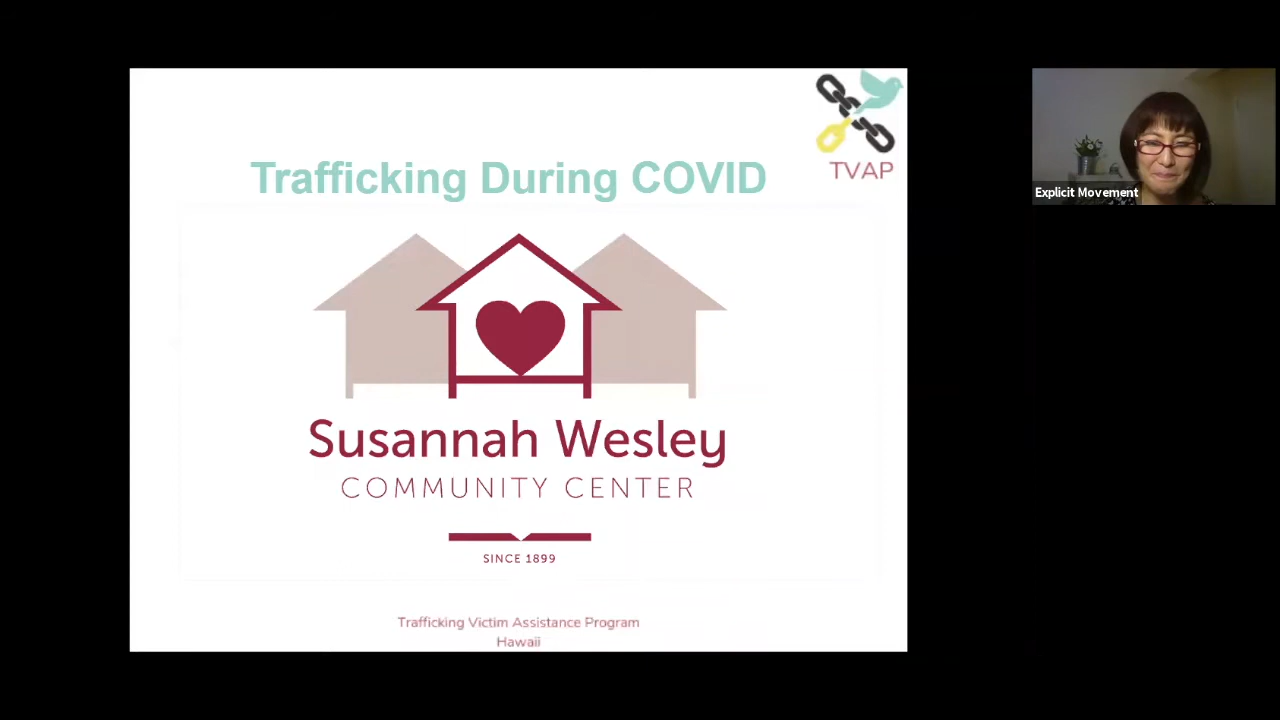 TVAP
Trafficking During COVID
Susannah Wesley
COMMUNITY CENTER
SINCE 1899
Trafficking Victim Assistance Program
Hawaii
Explicit Movement